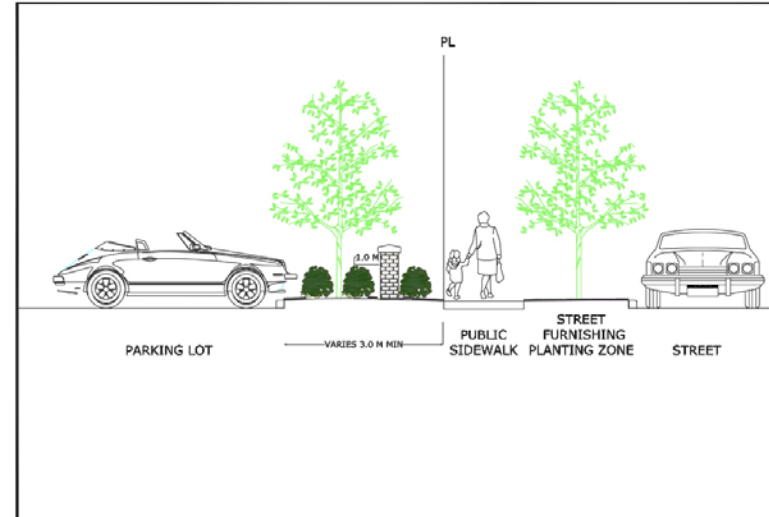 PL
1.0 M
VARIES 3.0 M MIN
PARKING LOT
PUBLIC
SIDEWALK
STREET
FURNISHING
PLANTING ZONE
STREET